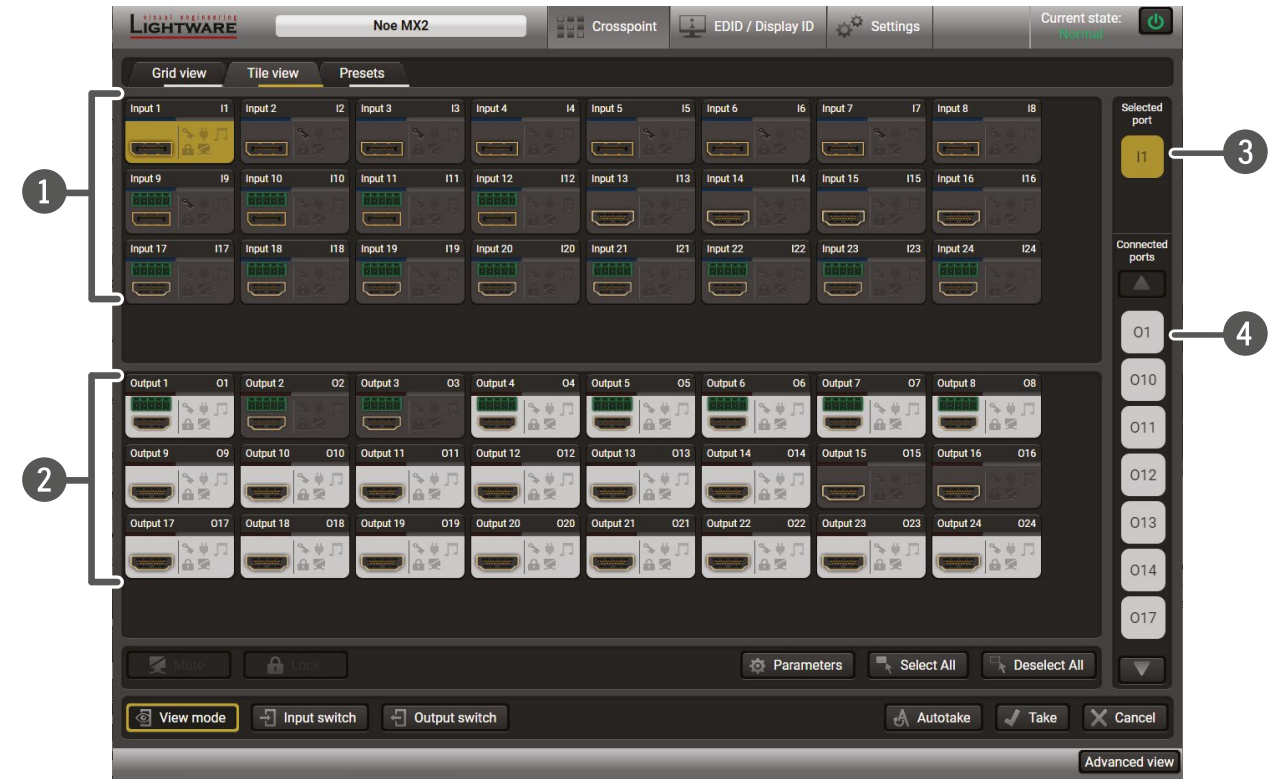 visual engineering
LIGHTWARE
Noe MX2
Crosspoint
EDID / Display ID
Settings
Current state:
Normal
Grid view
Tile view
Presets
Input 1 I1 Input 2 I2 Input 3 I3 Input 4 I4 Input 5 I5 Input 6 I6 Input 7 I7 Input 8 I8
Input 9 I9 Input 10 I10 Input 11 I11 Input 12 I12 Input 13 I13 Input 14 I14 Input 15 I15 Input 16 I16
Input 17 I17 Input 18 I18 Input 19 I19 Input 20 I20 Input 21 I21 Input 22 I22 Input 23 I23 Input 24 I24
1
Output 1 O1 Output 2 O2 Output 3 O3 Output 4 O4 Output 5 O5 Output 6 O6 Output 7 O7 Output 8 O8
Output 9 O9 Output 10 O10 Output 11 O11 Output 12 O12 Output 13 O13 Output 14 O14 Output 15 O15 Output 16 O16
Output 17 O17 Output 18 O18 Output 19 O19 Output 20 O20 Output 21 O21 Output 22 O22 Output 23 O23 Output 24 O24
2
Selected
port
I1
3
Connected
ports
O1
4
O10
O11
O12
O13
O14
O17
Mute
Lock
Parameters
Select All
Deselect All
View mode
Input switch
Output switch
Autotake
Take
Cancel
Advanced view